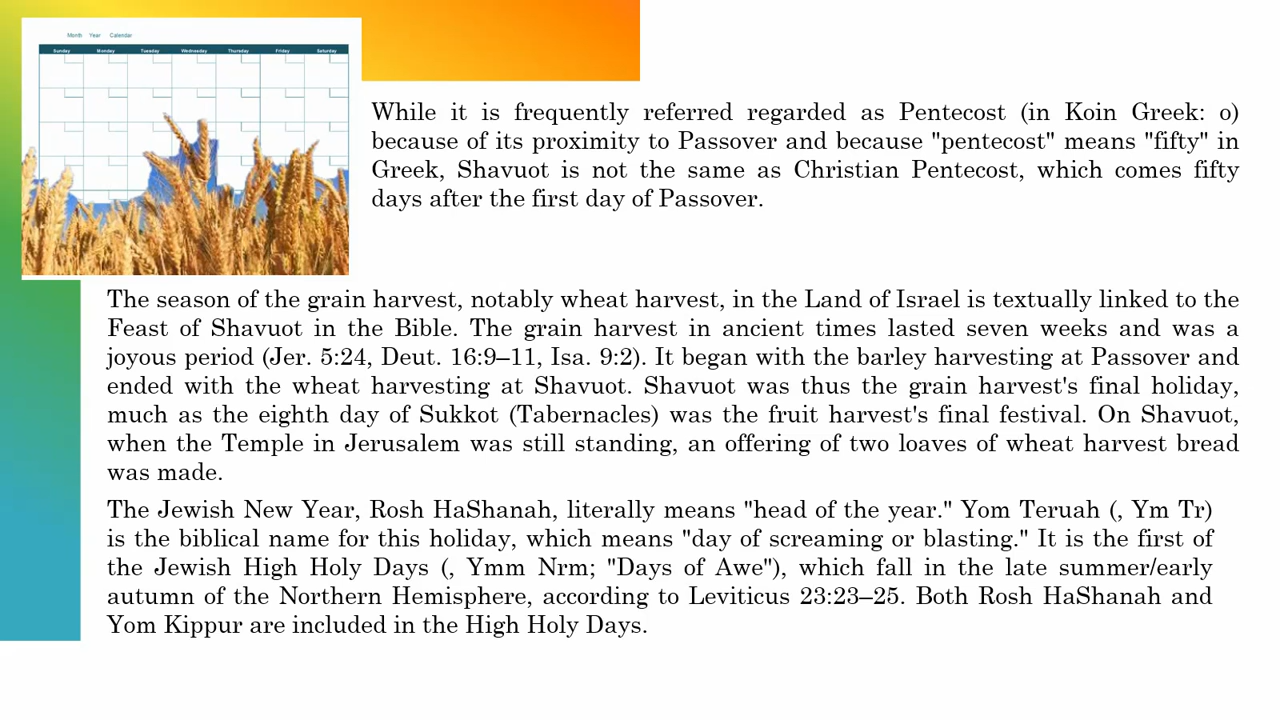 Month Year Calendar
Sunday Monday Tuesday Wednesday Thursday Friday Saturday
While it is frequently referred regarded as Pentecost (in Koin Greek: o)
because of its proximity to Passover and because "pentecost" means "fifty" in
Greek, Shavuot is not the same as Christian Pentecost, which comes fifty
days after the first day of Passover.
The season of the grain harvest, notably wheat harvest, in the Land of Israel is textually linked to the
Feast of Shavuot in the Bible. The grain harvest in ancient times lasted seven weeks and was a
joyous period (Jer. 5:24, Deut. 16:9–11, Isa. 9:2). It began with the barley harvesting at Passover and
ended with the wheat harvesting at Shavuot. Shavuot was thus the grain harvest's final holiday,
much as the eighth day of Sukkot (Tabernacles) was the fruit harvest's final festival. On Shavuot,
when the Temple in Jerusalem was still standing, an offering of two loaves of wheat harvest bread
was made.
The Jewish New Year, Rosh HaShanah, literally means "head of the year." Yom Teruah (, Ym Tr)
is the biblical name for this holiday, which means "day of screaming or blasting." It is the first of
the Jewish High Holy Days (, Ymm Nrm; "Days of Awe"), which fall in the late summer/early
autumn of the Northern Hemisphere, according to Leviticus 23:23–25. Both Rosh HaShanah and
Yom Kippur are included in the High Holy Days.